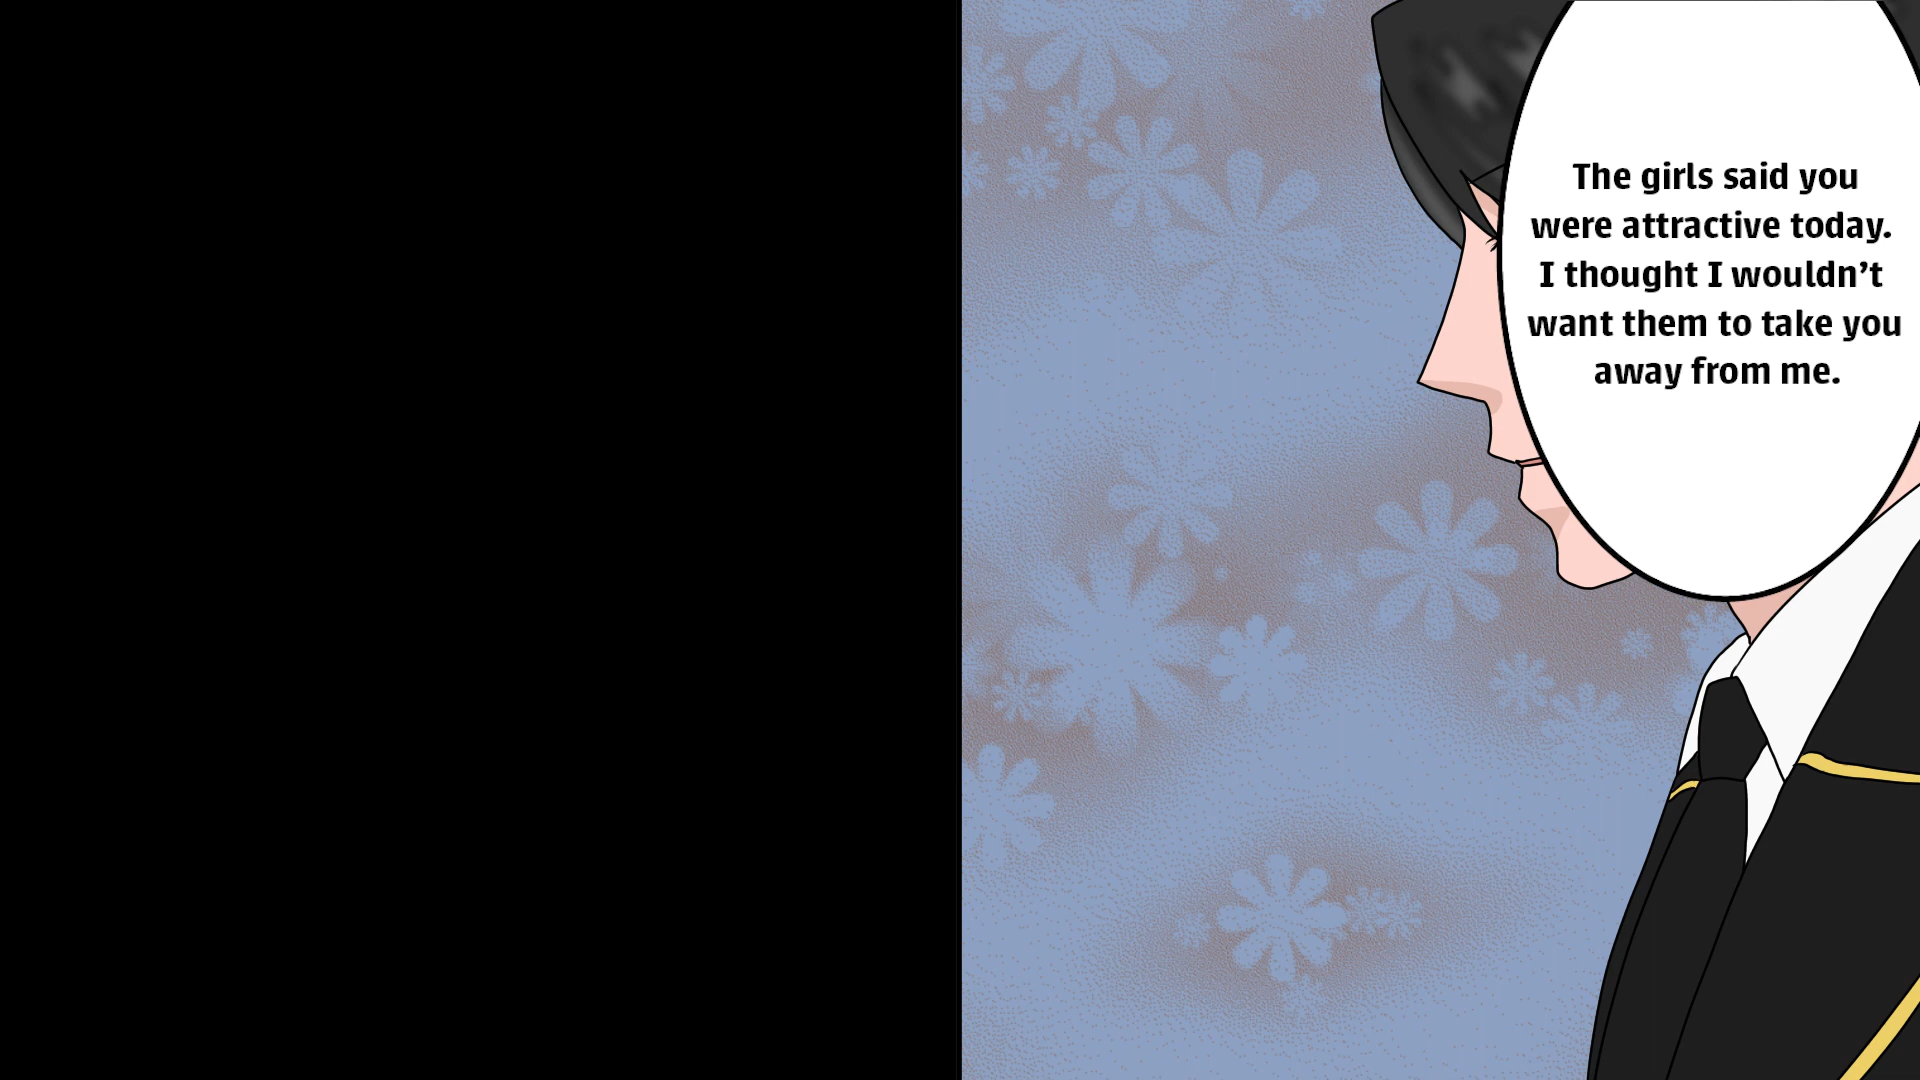 The girls said you
were attractive today.
I thought I wouldn’t
want them to take you
away from me.